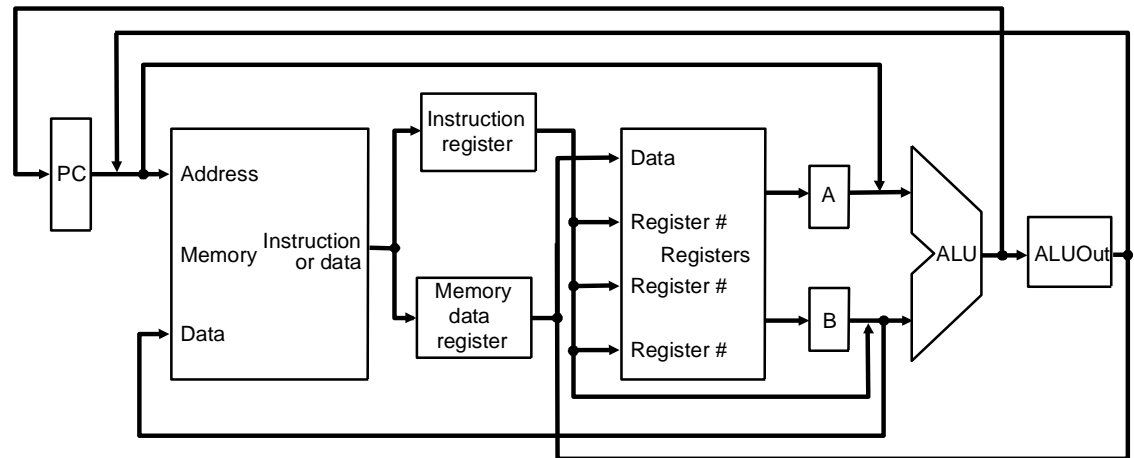 PC
Address
Memory
Instruction
or data
Data
Instruction
register
Memory
data
register
Data
Register #
Registers
Register #
Register #
A
B
ALU
ALUOut